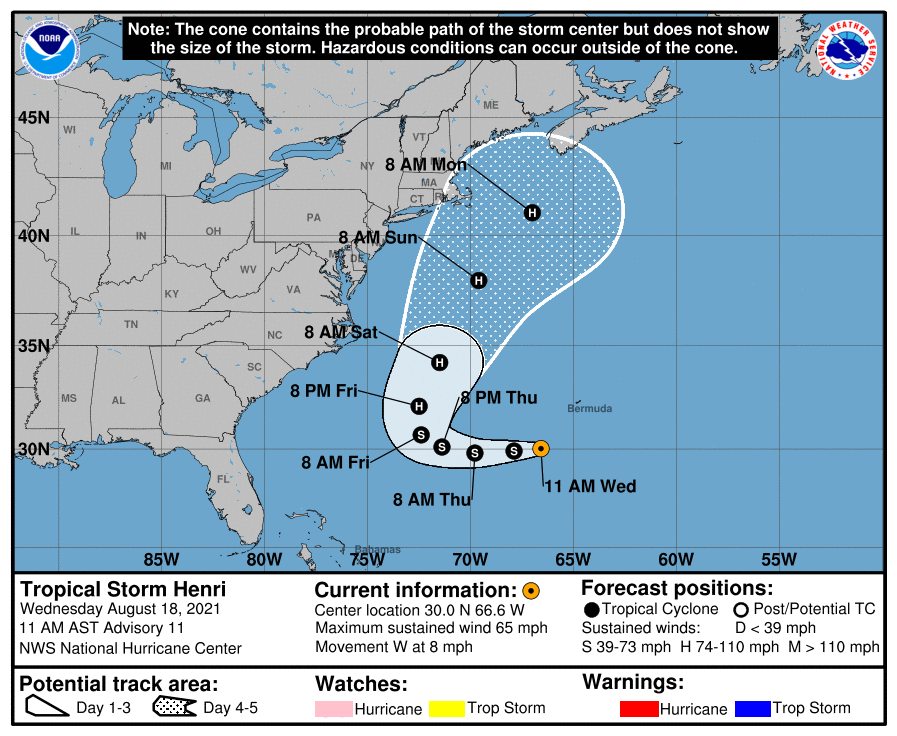 Note: The cone contains the probable path of the storm center but does not show
the size of the storm. Hazardous conditions can occur outside of the cone.
NOAA
NATIONAL WEATHER SERVICE
45N
40N
35N
30N
WI
MI
IL
IN
OH
PA
NY
VT
ME
MA
CT
DE
WV
VA
KY
TN
NC
SC
MS
AL
GA
FL
8 AM Mon
H
8 AM Sun
H
8 AM Sat
H
8 PM Fri
H
8 PM Thu
Bermuda
S
S
S
S
8 AM Fri
8 AM Thu
11 AM Wed
Bahamas
85W
80W
75W
70W
65W
60W
55W
Tropical Storm Henri
Wednesday August 18, 2021
11 AM AST Advisory 11
NWS National Hurricane Center
Current information:
Center location 30.0 N 66.6 W
Maximum sustained wind 65 mph
Movement W at 8 mph
Forecast positions:
Tropical Cyclone Post/Potential TC
Sustained winds: D < 39 mph
S 39-73 mph H 74-110 mph M > 110 mph
Potential track area:
Day 1-3 Day 4-5
Watches:
Hurricane Trop Storm
Warnings:
Hurricane Trop Storm